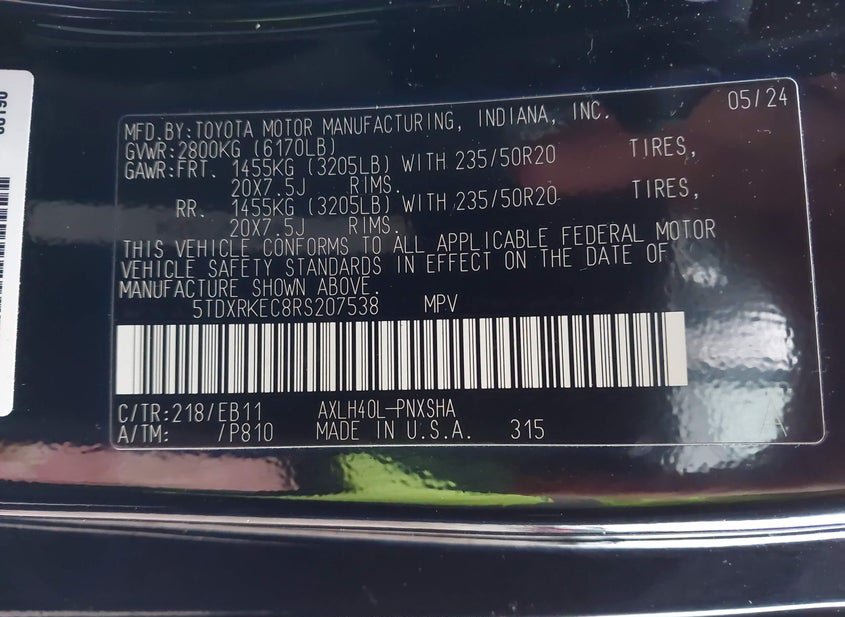 05/24
MFD.BY:TOYOTA MOTOR MANUFACTURING, INDIANA, INC.
GVWR:2800KG (6170LB)
GAWR:FRT. 1455KG (3205LB) WITH 235/50R20 TIRES,
20X7.5J RIMS.
RR. 1455KG (3205LB) WITH 235/50R20 TIRES,
20X7.5J RIMS.
THIS VEHICLE CONFORMS TO ALL APPLICABLE FEDERAL MOTOR
VEHICLE SAFETY STANDARDS IN EFFECT ON THE DATE OF
MANUFACTURE SHOWN ABOVE.
5TDXRKEC8RS207538 MPV
C/TR:218/EB11 AXLH40L-PNXSHA
A/TM: /P810 MADE IN U.S.A. 315
A